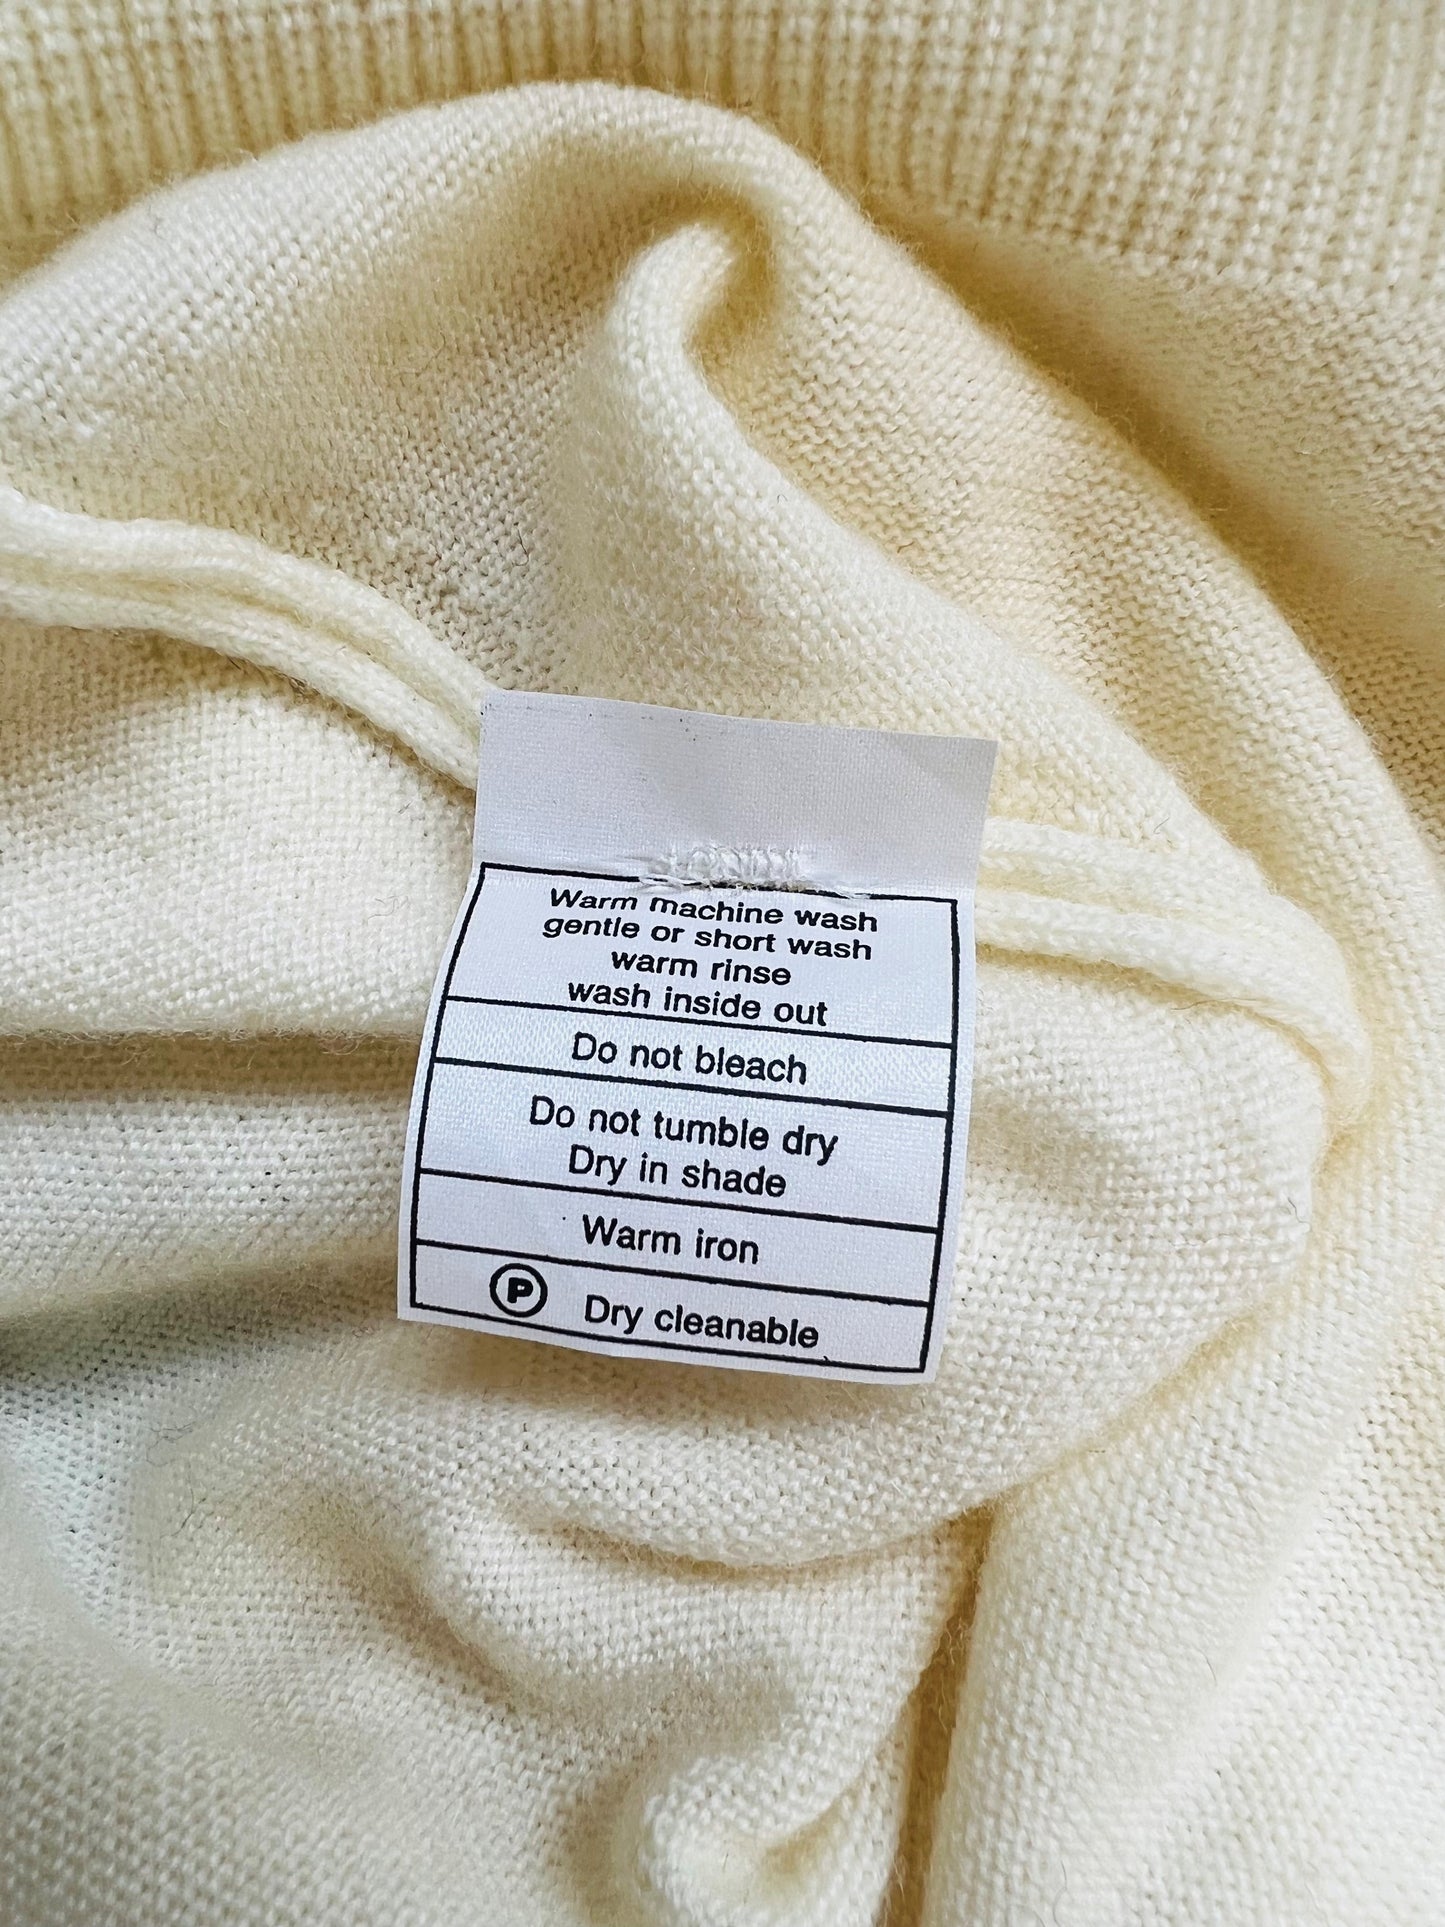 Warm machine wash
gentle or short wash
warm rinse
wash inside out
Do not bleach
Do not tumble dry
Dry in shade
Warm iron
P Dry cleanable